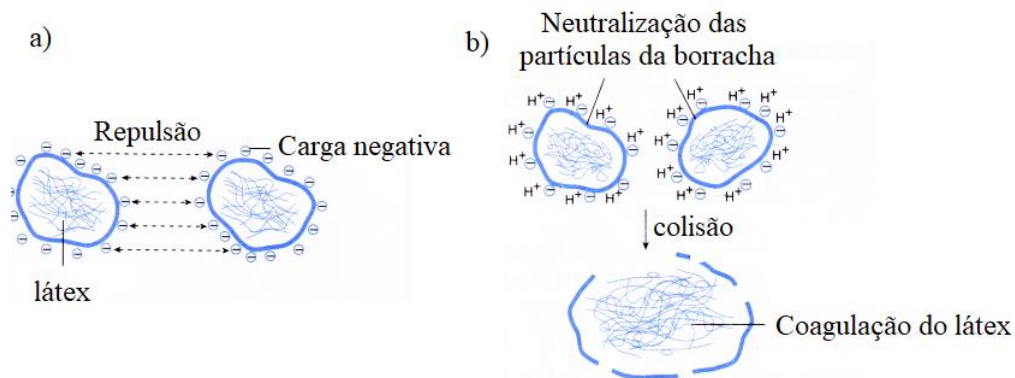 a)
Repulsão
Carga negativa
látex
b)
Neutralização das
partículas da borracha
H⁺ H⁺ H⁺ H⁺
H⁺ H⁺ H⁺ H⁺
H⁺ H⁺ H⁺ H⁺
H⁺ H⁺ H⁺ H⁺
H⁺ H⁺ H⁺ H⁺ H⁺ H⁺
colisão
Coagulação do látex